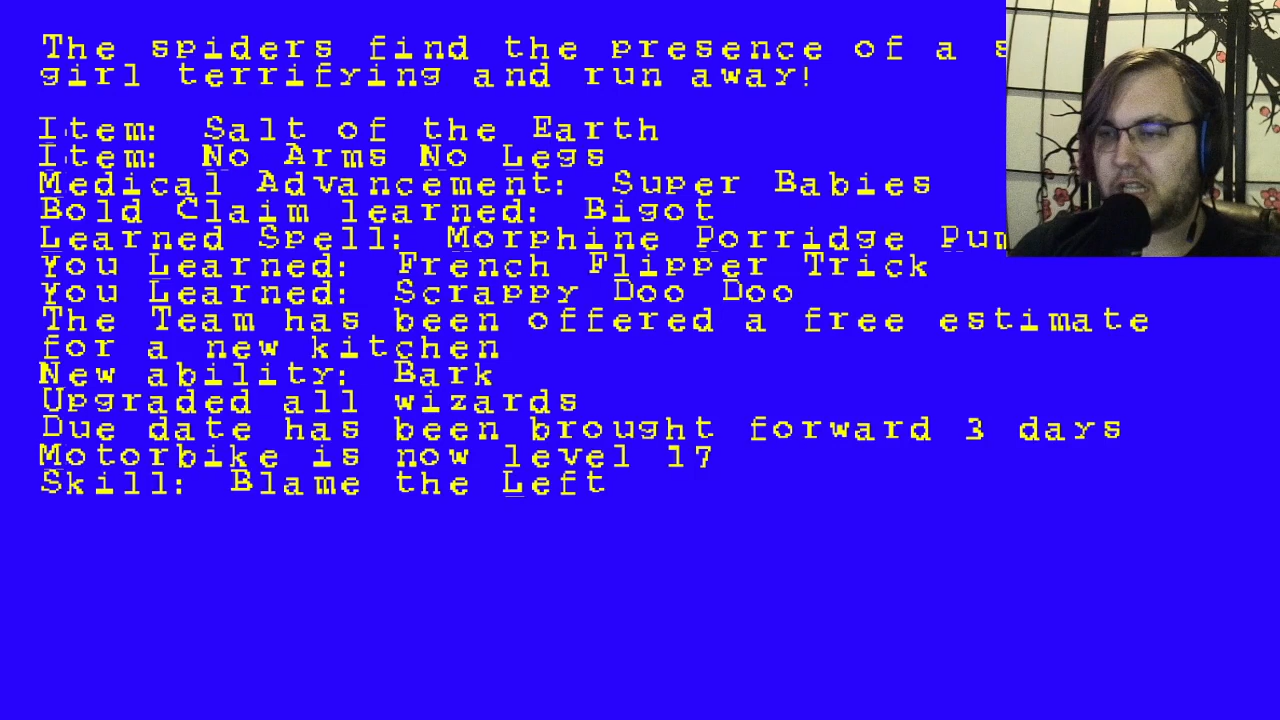 The spiders find the presence of a
girl terrifying and run away!
Item: Salt of the Earth
Item: No Arms No Legs
Medical Advancement: Super Babies
Bold Claim learned: Bigot
Learned Spell: Morphine Porridge
You Learned: French Flipper Trick
You Learned: Scrappy Doo Doo
The Team has been offered a free estimate
for a new kitchen
New ability: Bark
Upgraded all wizards
Due date has been brought forward 3 days
Motorbike is now level 17
Skill: Blame the Left